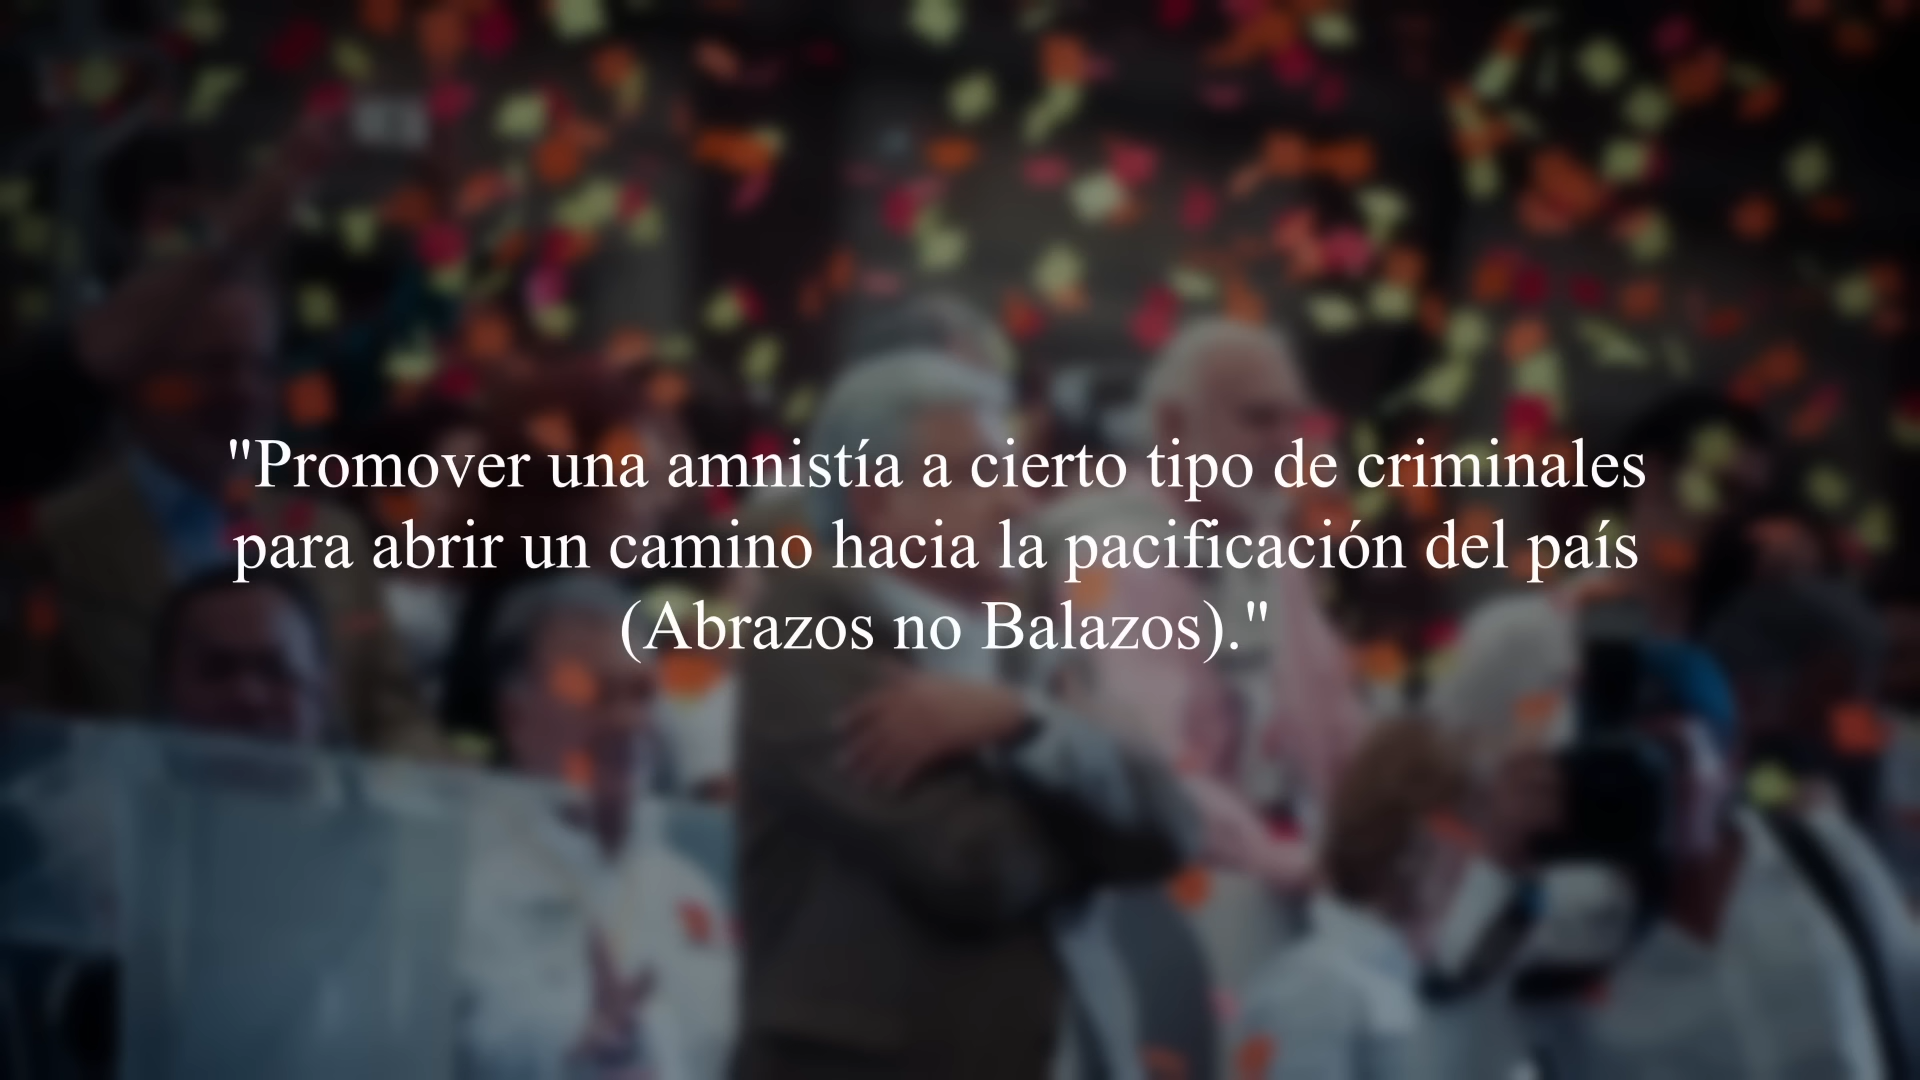 "Promover una amnistía a cierto tipo de criminales
para abrir un camino hacia la pacificación del país
(Abrazos no Balazos)."